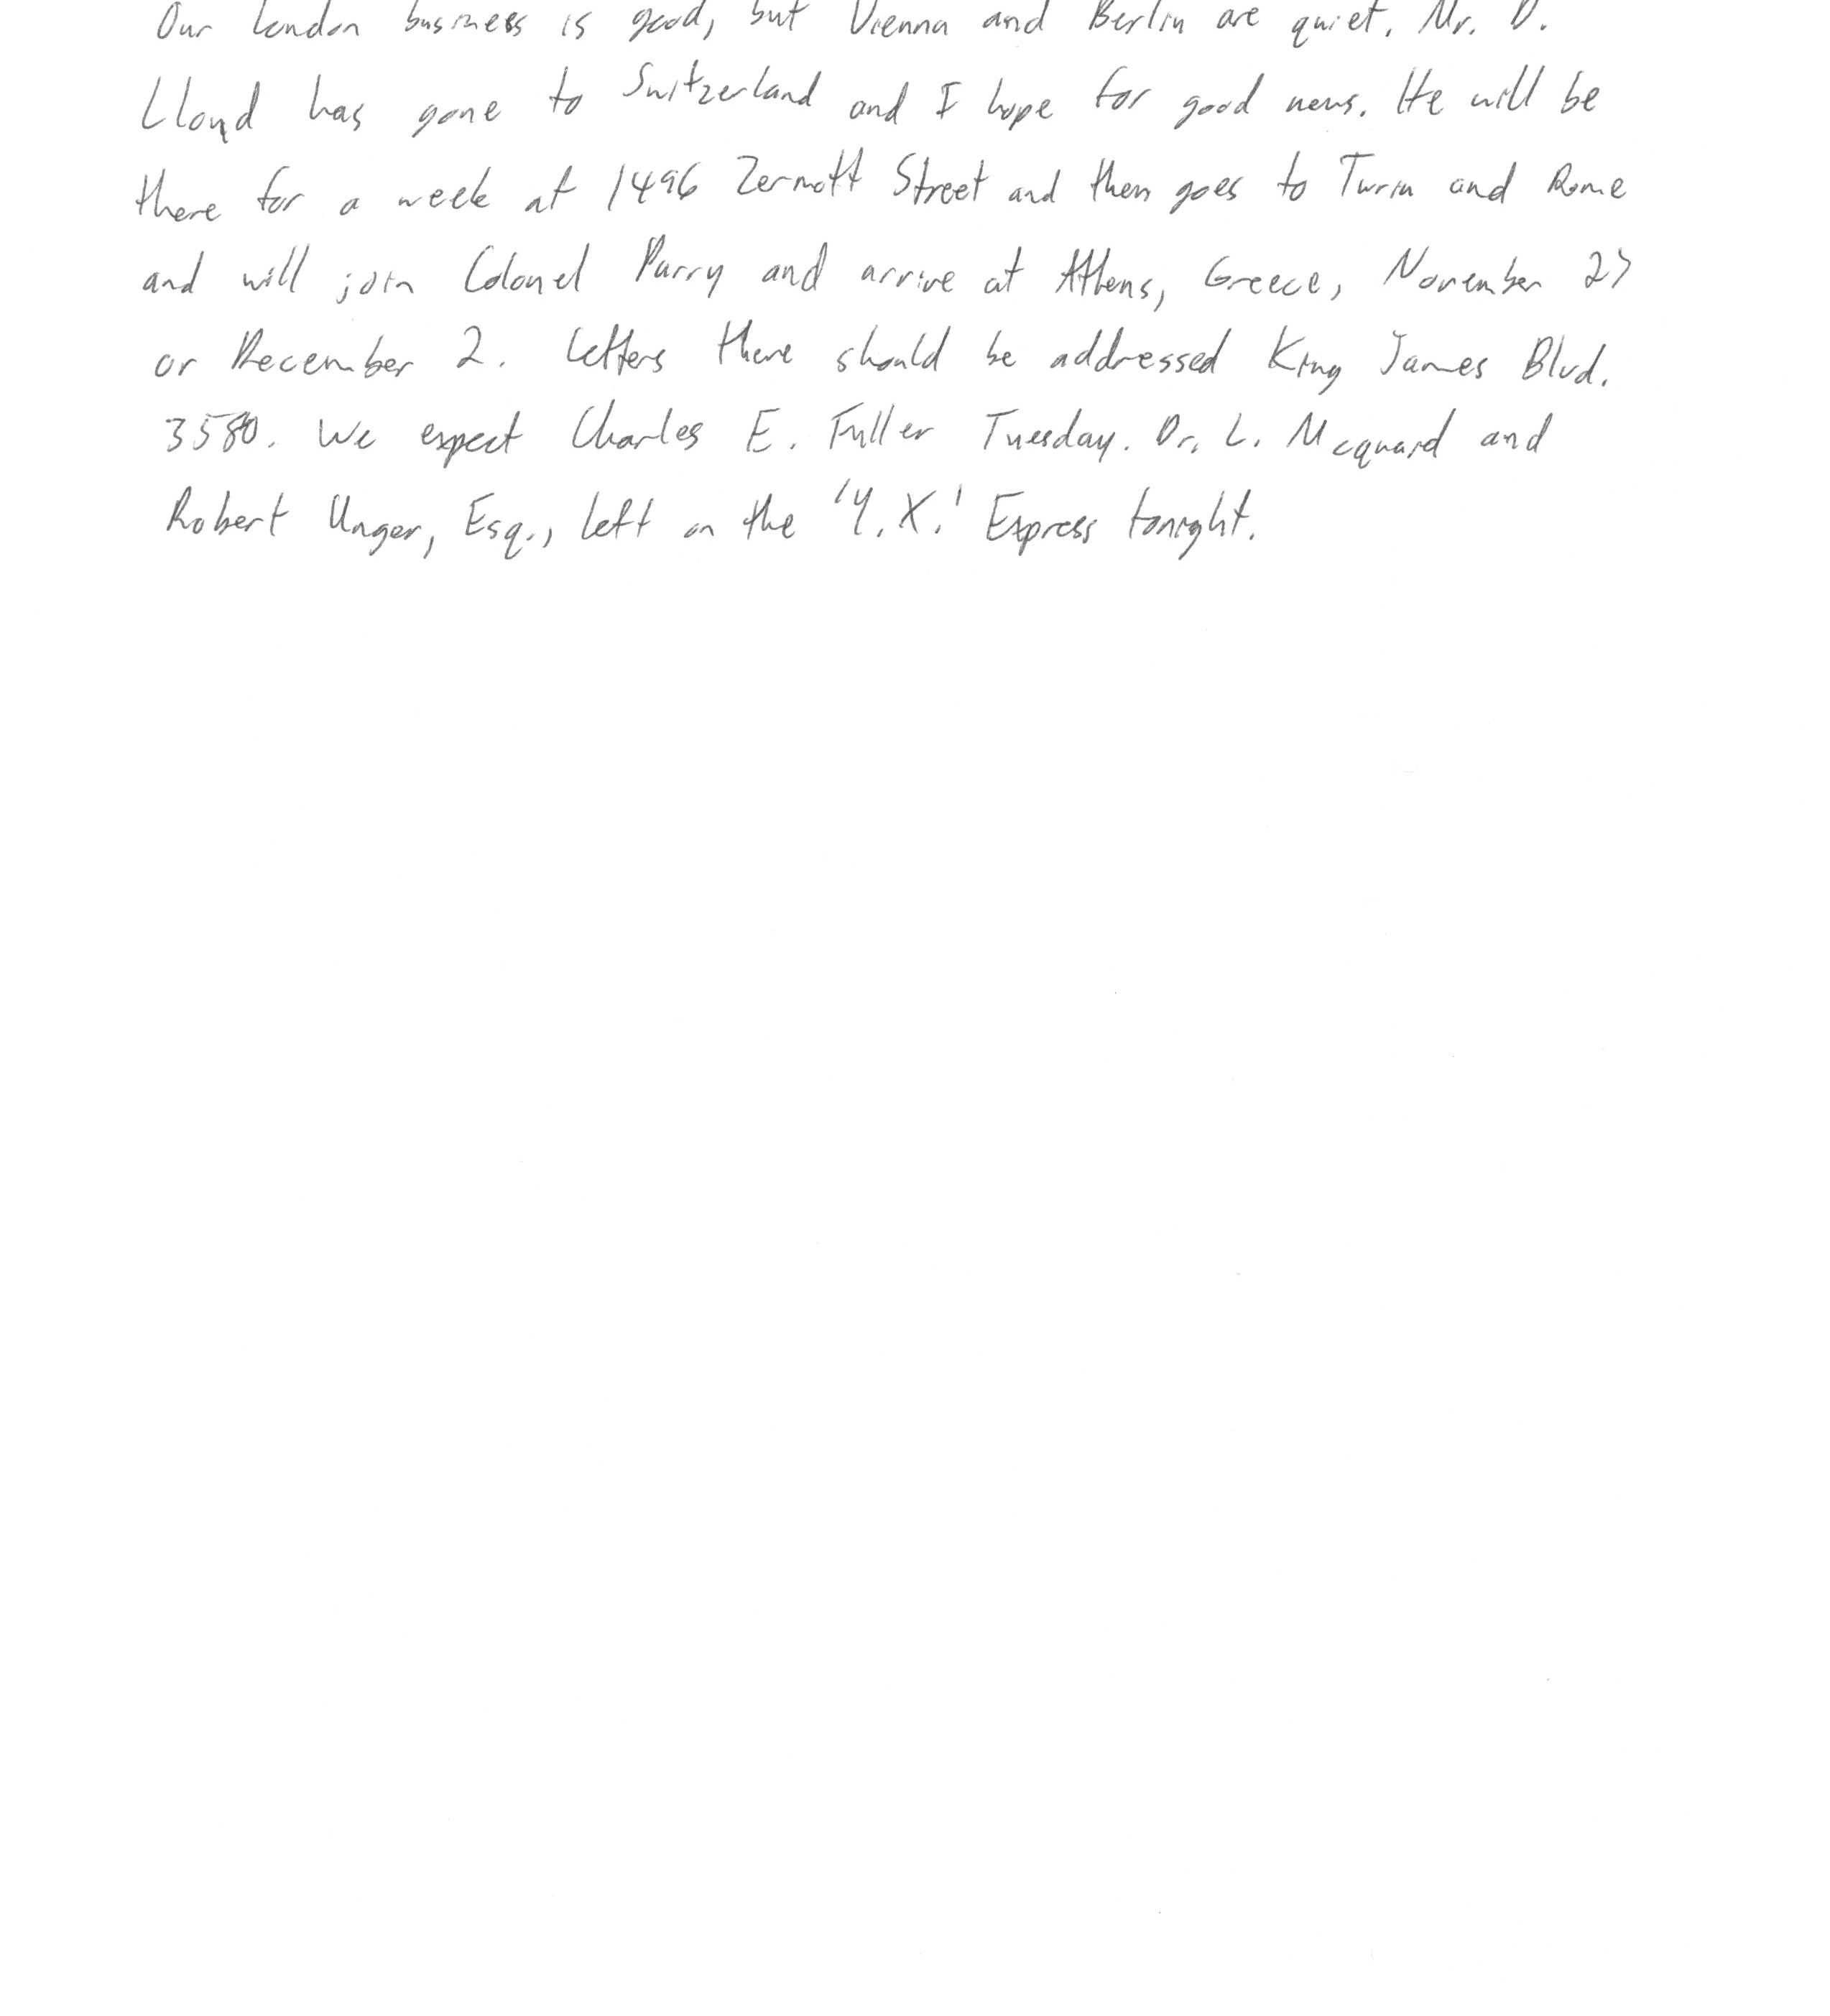 Our London business is good, but Vienna and Berlin are quiet. Mr. D.
Lloyd has gone to Switzerland and I hope for good news. He will be
there for a week at 1496 Zermott Street and then goes to Turin and Rome
and will join Colonel Parry and arrive at Athens, Greece, November 27
or December 2. Letters there should be addressed King James Blvd.
3580. We expect Charles E. Fuller Tuesday. Dr. L. Mcquaid and
Robert Unger, Esq., left on the 'Y.X.' Express tonight.